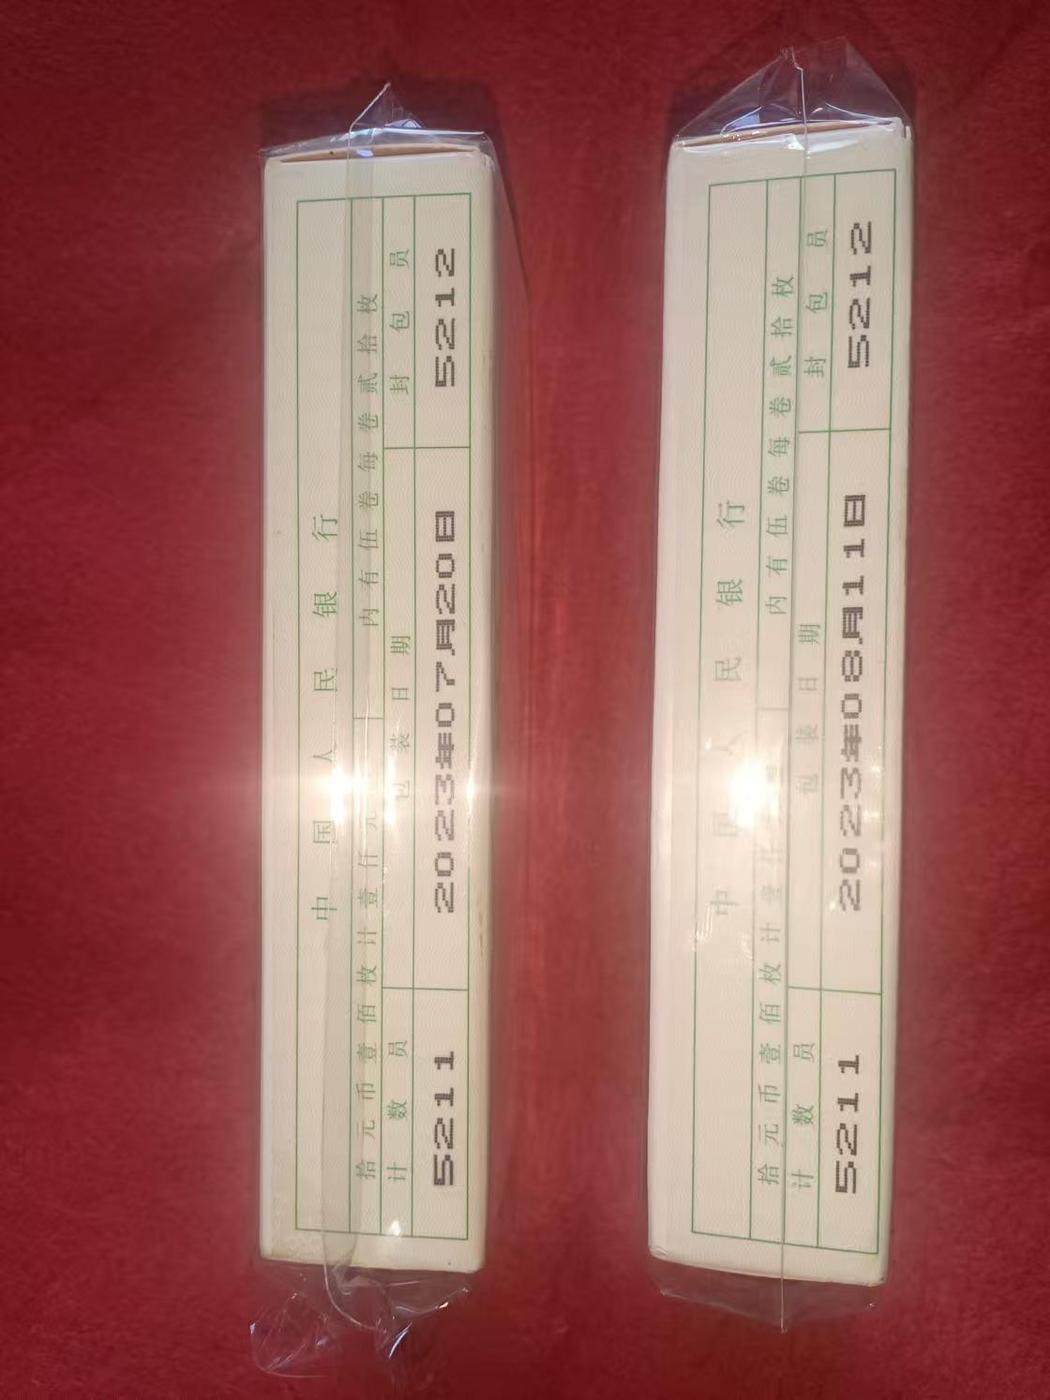 中国人民银行
拾元币壹佰枚计壹仟元
内有伍卷每卷贰拾枚
计数员 包装日期 封包员
5211 2023年07月20日 5212
中国人民银行
拾元币壹佰枚计壹仟
内有伍卷每卷贰拾枚
计数员 包装日期 封包员
5211 2023年08月11日 5212